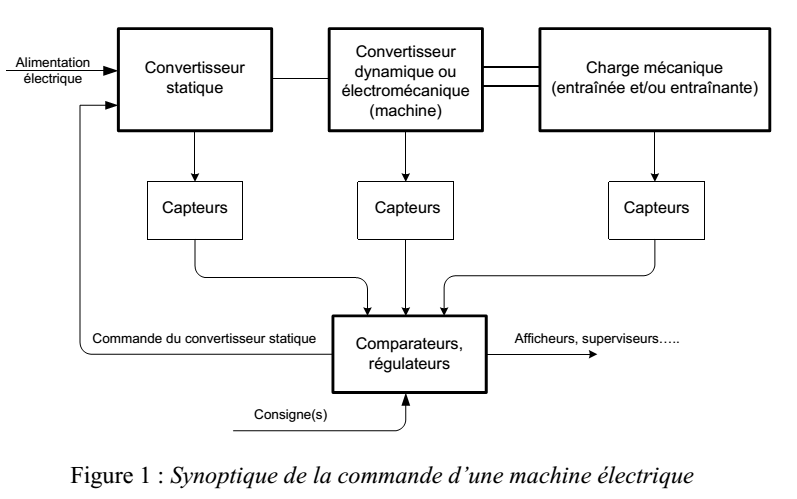 Alimentation
électrique
Convertisseur
statique
Convertisseur
dynamique ou
électromécanique
(machine)
Charge mécanique
(entraînée et/ou entraînante)
Capteurs
Capteurs
Capteurs
Commande du convertisseur statique
Comparateurs,
régulateurs
Afficheurs, superviseurs.....
Consigne(s)
Figure 1 : Synoptique de la commande d'une machine électrique